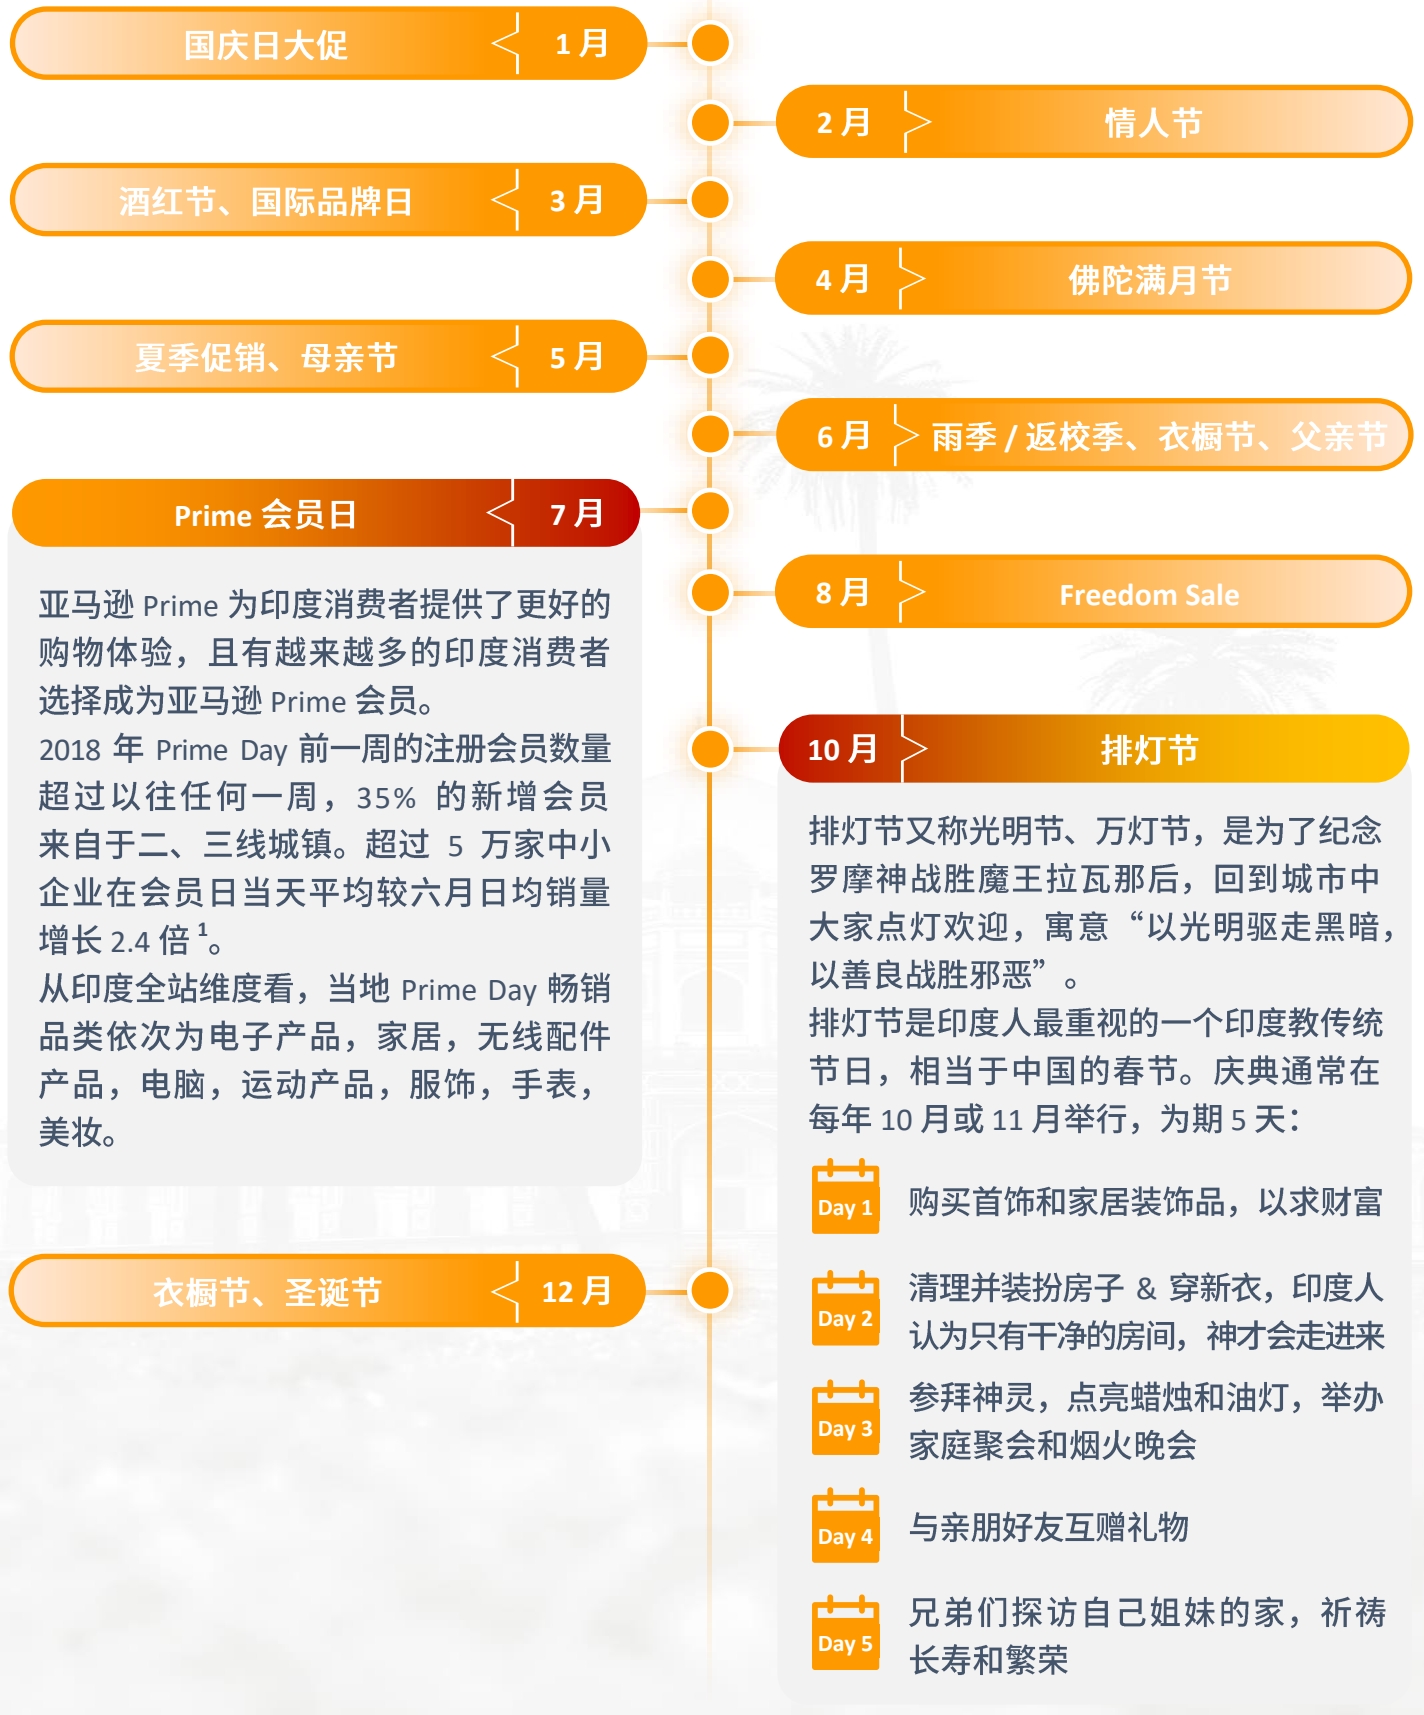 国庆日大促
1 月
2 月
情人节
酒红节、国际品牌日
3 月
4 月
佛陀满月节
夏季促销、母亲节
5 月
6 月
雨季 / 返校季、衣橱节、父亲节
Prime 会员日
7 月
亚马逊 Prime 为印度消费者提供了更好的
购物体验，且有越来越多的印度消费者
选择成为亚马逊 Prime 会员。
2018 年 Prime Day 前一周的注册会员数量
超过以往任何一周，35% 的新增会员
来自于二、三线城镇。超过 5 万家中小
企业在会员日当天平均较六月日均销量
增长 2.4 倍 ¹。
从印度全站维度看，当地 Prime Day 畅销
品类依次为电子产品，家居，无线配件
产品，电脑，运动产品，服饰，手表，
美妆。
8 月
Freedom Sale
10 月
排灯节
排灯节又称光明节、万灯节，是为了纪念
罗摩神战胜魔王拉瓦那后，回到城市中
大家点灯欢迎，寓意“以光明驱走黑暗，
以善良战胜邪恶”。
排灯节是印度人最重视的一个印度教传统
节日，相当于中国的春节。庆典通常在
每年 10 月或 11 月举行，为期 5 天：
Day 1
购买首饰和家居装饰品，以求财富
Day 2
清理并装扮房子 & 穿新衣，印度人
认为只有干净的房间，神才会走进来
Day 3
参拜神灵，点亮蜡烛和油灯，举办
家庭聚会和烟火晚会
Day 4
与亲朋好友互赠礼物
Day 5
兄弟们探访自己姐妹的家，祈祷
长寿和繁荣
衣橱节、圣诞节
12 月